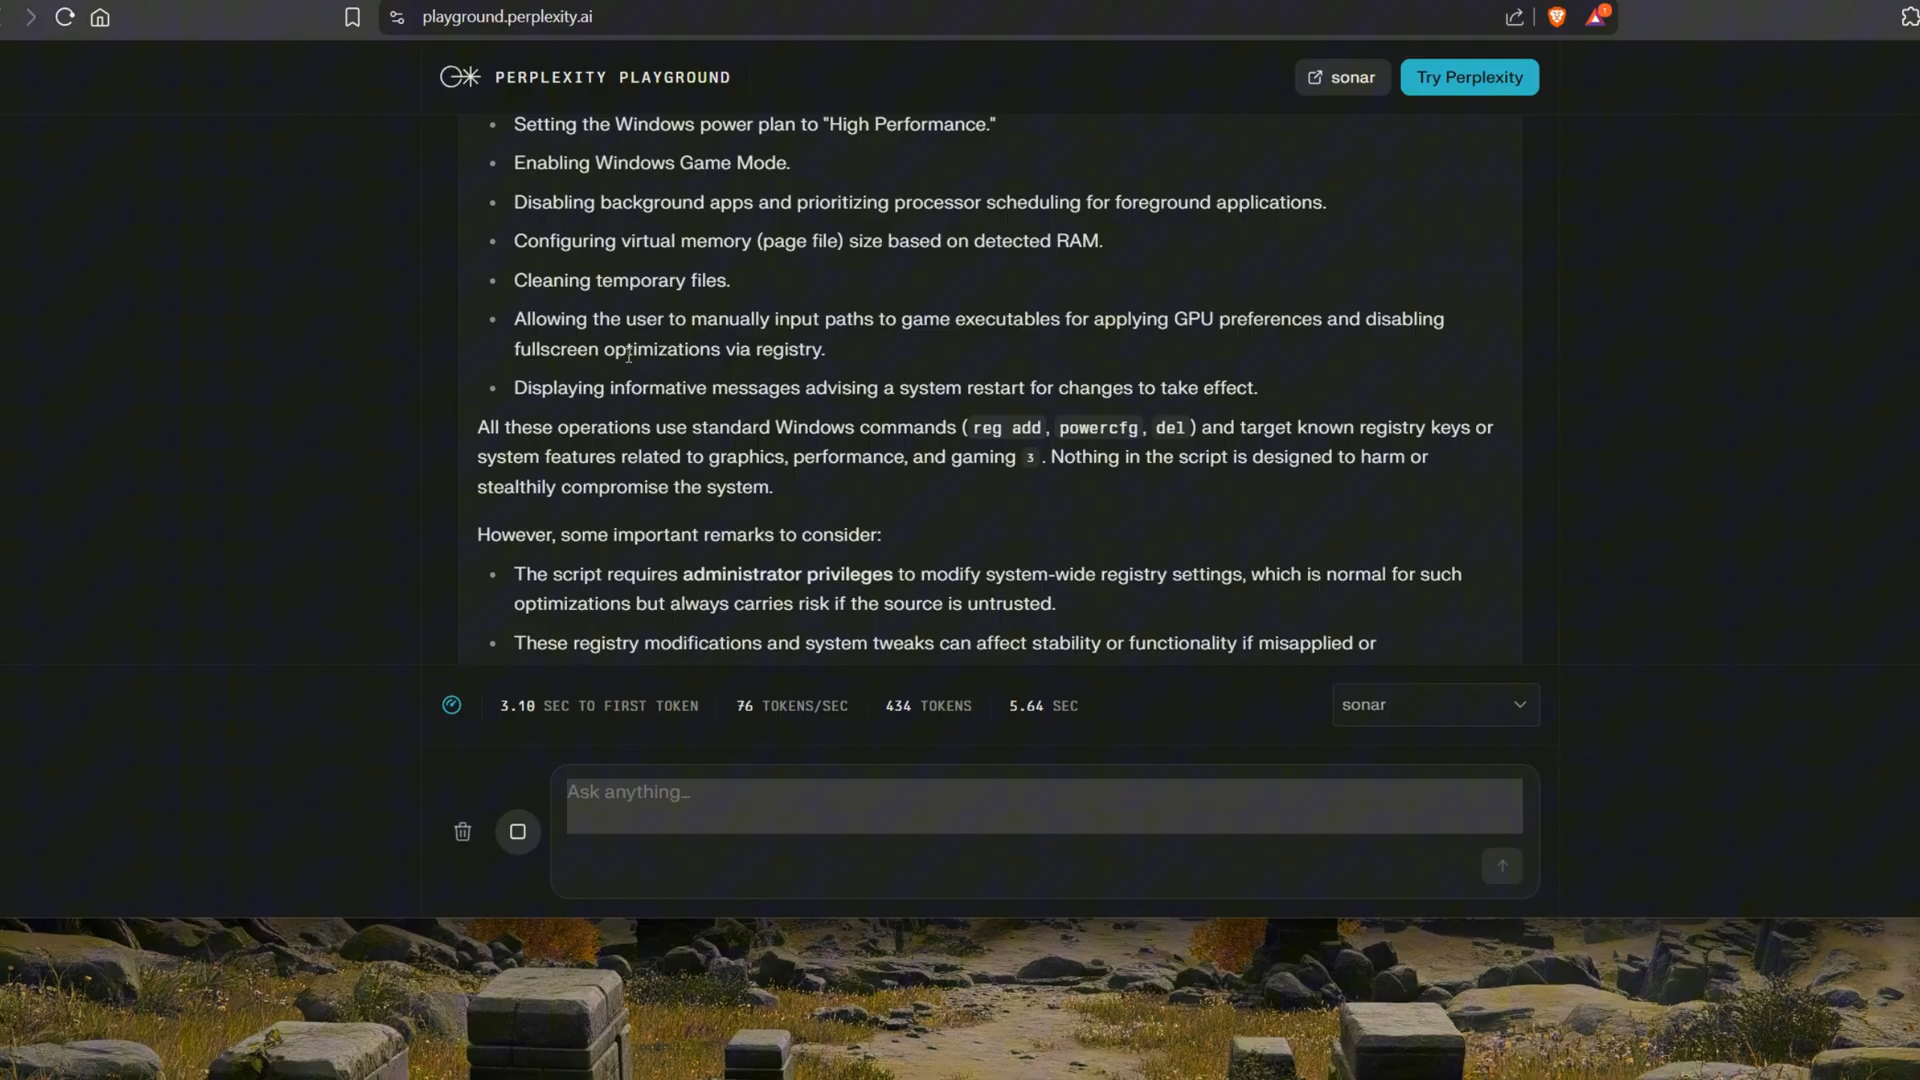 playground.perplexity.ai
1
PERPLEXITY PLAYGROUND
sonar
Try Perplexity
• Setting the Windows power plan to "High Performance."
• Enabling Windows Game Mode.
• Disabling background apps and prioritizing processor scheduling for foreground applications.
• Configuring virtual memory (page file) size based on detected RAM.
• Cleaning temporary files.
• Allowing the user to manually input paths to game executables for applying GPU preferences and disabling
fullscreen optimizations via registry.
• Displaying informative messages advising a system restart for changes to take effect.
All these operations use standard Windows commands ( reg add, powercfg, del ) and target known registry keys or
system features related to graphics, performance, and gaming 3 . Nothing in the script is designed to harm or
stealthily compromise the system.
However, some important remarks to consider:
• The script requires administrator privileges to modify system-wide registry settings, which is normal for such
optimizations but always carries risk if the source is untrusted.
• These registry modifications and system tweaks can affect stability or functionality if misapplied or
3.10 SEC TO FIRST TOKEN 76 TOKENS/SEC 434 TOKENS 5.64 SEC
sonar
Ask anything...